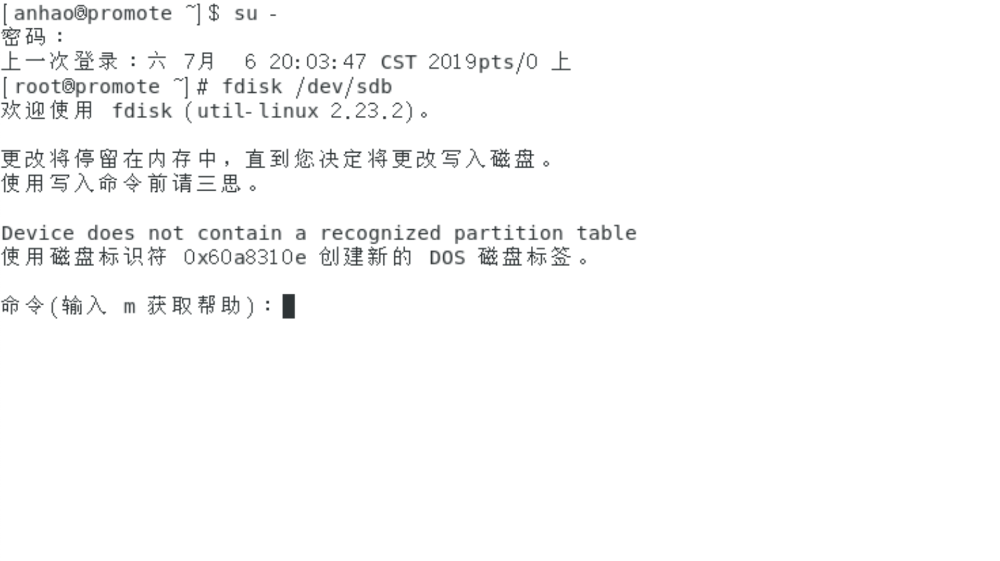 [anhao@promote ~]$ su -
密码：
上一次登录：六 7月  6 20:03:47 CST 2019pts/0 上
[root@promote ~]# fdisk /dev/sdb
欢迎使用 fdisk (util-linux 2.23.2)。
更改将停留在内存中，直到您决定将更改写入磁盘。
使用写入命令前请三思。
Device does not contain a recognized partition table
使用磁盘标识符 0x60a8310e 创建新的 DOS 磁盘标签。
命令(输入 m 获取帮助)：